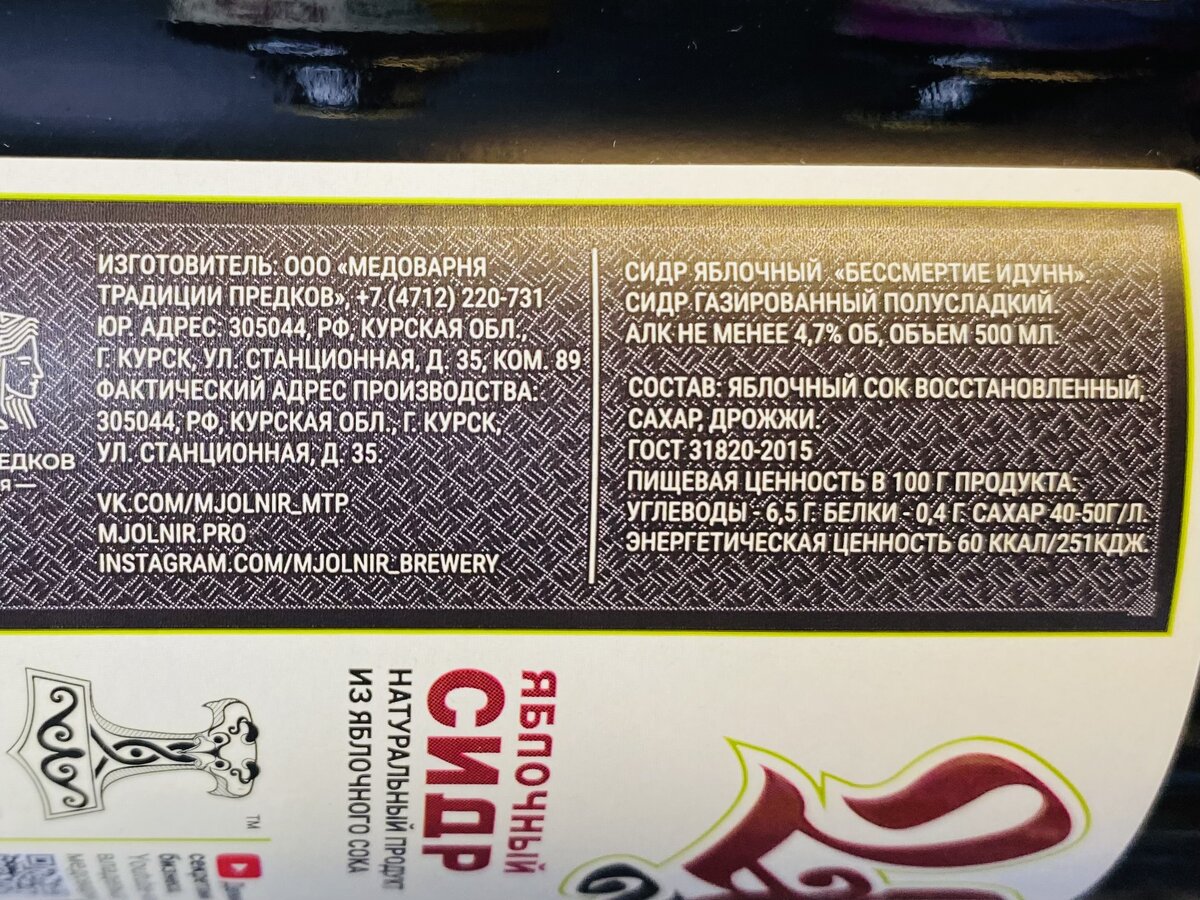 ИЗГОТОВИТЕЛЬ: ООО «МЕДОВАРНЯ
ТРАДИЦИИ ПРЕДКОВ», +7 (4712) 220-731
ЮР. АДРЕС: 305044, РФ, КУРСКАЯ ОБЛ.,
Г. КУРСК, УЛ. СТАНЦИОННАЯ, Д. 35, КОМ. 89
ФАКТИЧЕСКИЙ АДРЕС ПРОИЗВОДСТВА:
305044, РФ, КУРСКАЯ ОБЛ., Г. КУРСК,
УЛ. СТАНЦИОННАЯ, Д. 35.
VK.COM/MJOLNIR_MTP
MJOLNIR.PRO
INSTAGRAM.COM/MJOLNIR_BREWERY
СИДР ЯБЛОЧНЫЙ «БЕССМЕРТИЕ ИДУНН».
СИДР ГАЗИРОВАННЫЙ ПОЛУСЛАДКИЙ.
АЛК НЕ МЕНЕЕ 4,7% ОБ, ОБЪЕМ 500 МЛ.
СОСТАВ: ЯБЛОЧНЫЙ СОК ВОССТАНОВЛЕННЫЙ,
САХАР, ДРОЖЖИ.
ГОСТ 31820-2015
ПИЩЕВАЯ ЦЕННОСТЬ В 100 Г ПРОДУКТА:
УГЛЕВОДЫ - 6,5 Г. БЕЛКИ - 0,4 Г. САХАР 40-50Г/Л.
ЭНЕРГЕТИЧЕСКАЯ ЦЕННОСТЬ 60 ККАЛ/251КДЖ.
ЯБЛОЧНЫЙ
СИДР
НАТУРАЛЬНЫЙ ПРОДУКТ
ИЗ ЯБЛОЧНОГО СОКА
TM